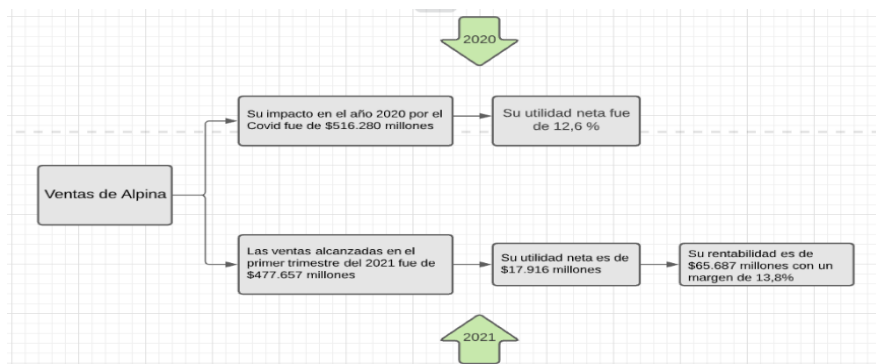 2020
Su impacto en el año 2020 por el
Covid fue de $516.280 millones
Su utilidad neta fue
de 12,6 %
Ventas de Alpina
Las ventas alcanzadas en el
primer trimestre del 2021 fue de
$477.657 millones
Su utilidad neta es de
$17.916 millones
Su rentabilidad es de
$65.687 millones con un
margen de 13,8%
2021